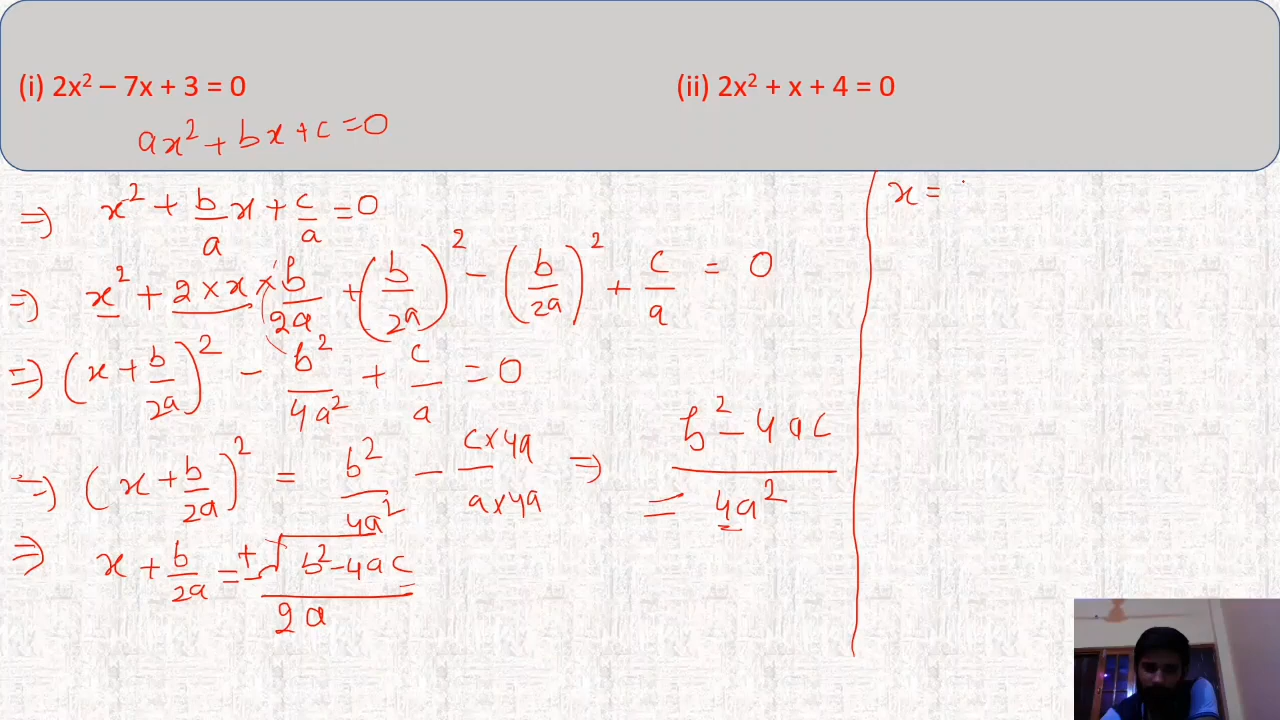 (i) 2x² – 7x + 3 = 0
(ii) 2x² + x + 4 = 0
ax² + bx + c = 0
⇒ x² + b/a x + c/a = 0
⇒ x² + 2 × x × b/2a + (b/2a)² - (b/2a)² + c/a = 0
⇒ (x + b/2a)² - b²/4a² + c/a = 0
⇒ (x + b/2a)² = b²/4a² - c×4a/a×4a ⇒ = b² - 4ac/4a²
⇒ x + b/2a = ± √b² - 4ac/2a
x =